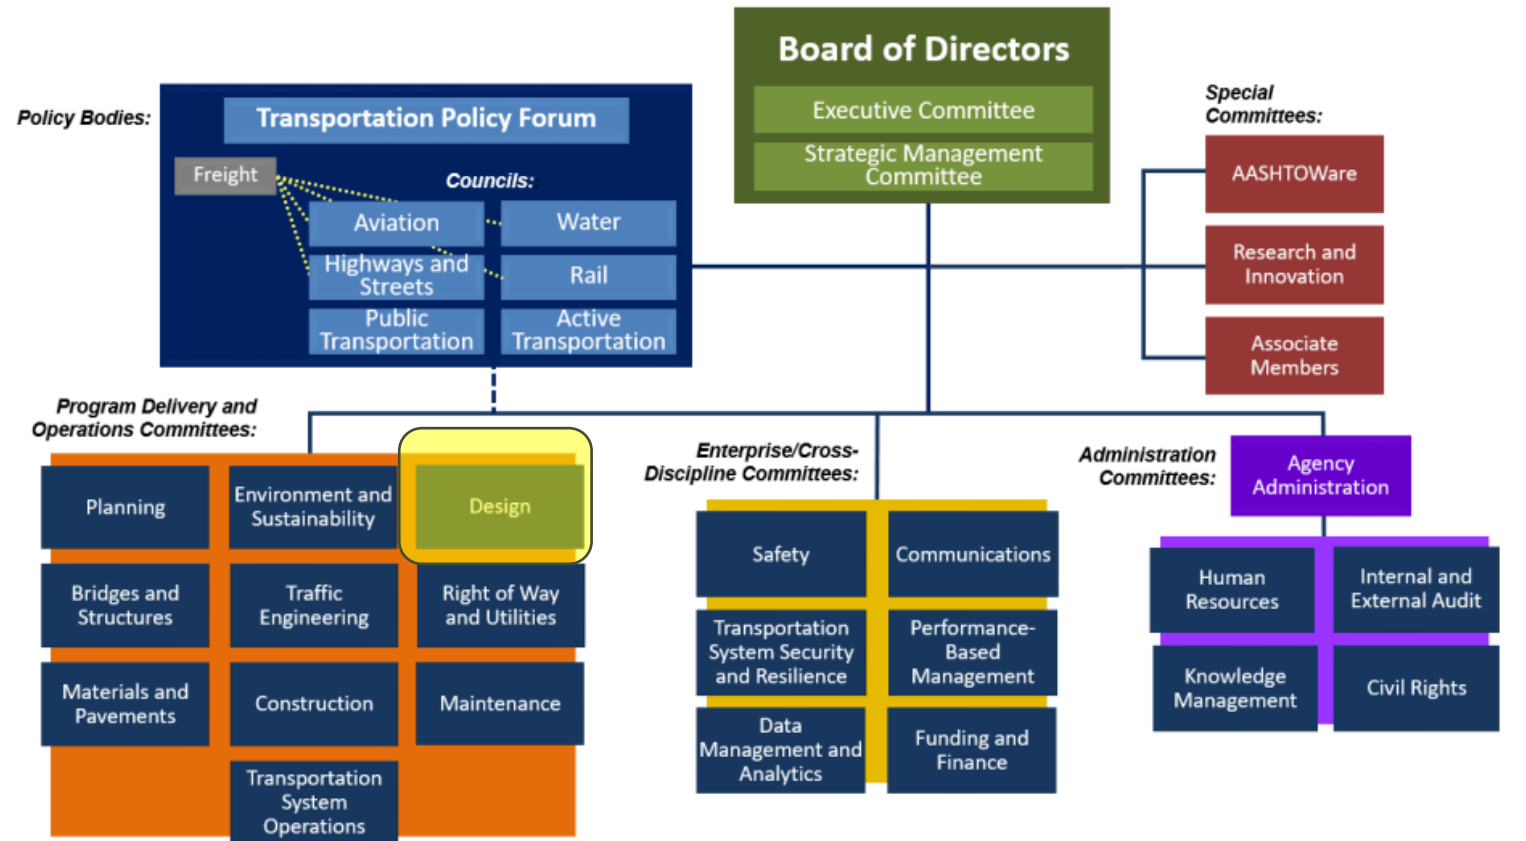 Board of Directors
Executive Committee
Strategic Management
Committee
Policy Bodies:
Transportation Policy Forum
Freight
Councils:
Aviation
Water
Highways and
Streets
Rail
Public
Transportation
Active
Transportation
Special
Committees:
AASHTOWare
Research and
Innovation
Associate
Members
Program Delivery and
Operations Committees:
Planning
Environment and
Sustainability
Design
Bridges and
Structures
Traffic
Engineering
Right of Way
and Utilities
Materials and
Pavements
Construction
Maintenance
Transportation
System
Operations
Enterprise/Cross-
Discipline Committees:
Safety
Communications
Transportation
System Security
and Resilience
Performance-
Based
Management
Data
Management and
Analytics
Funding and
Finance
Administration
Committees:
Agency
Administration
Human
Resources
Internal and
External Audit
Knowledge
Management
Civil Rights